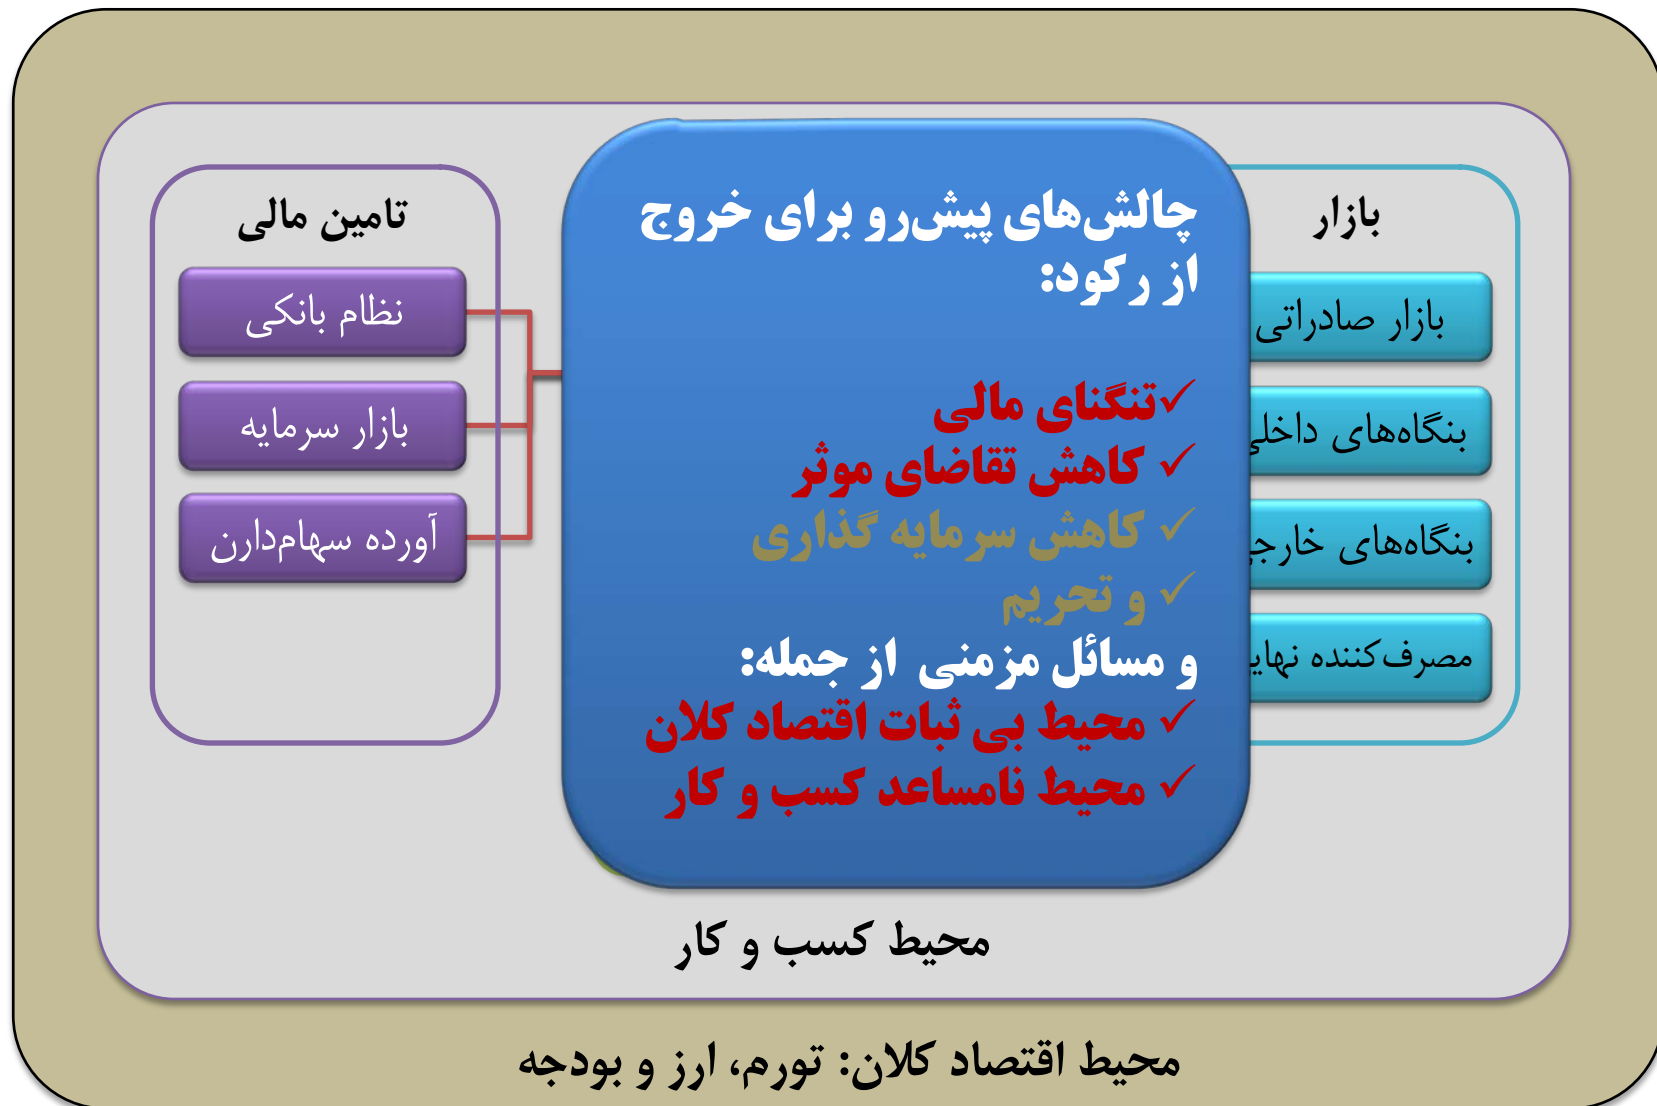 بازار
بازار صادراتی
بنگاه‌های داخلی
بنگاه‌های خارجی
مصرف‌کننده نهایی
چالش‌های پیش‌رو برای خروج
از رکود:
✓تنگنای مالی
✓ کاهش تقاضای موثر
✓ کاهش سرمایه گذاری
✓ و تحریم
و مسائل مزمنی از جمله:
✓ محیط بی ثبات اقتصاد کلان
✓ محیط نامساعد کسب و کار
تامین مالی
نظام بانکی
بازار سرمایه
آورده سهام‌دارن
محیط کسب و کار
محیط اقتصاد کلان: تورم، ارز و بودجه